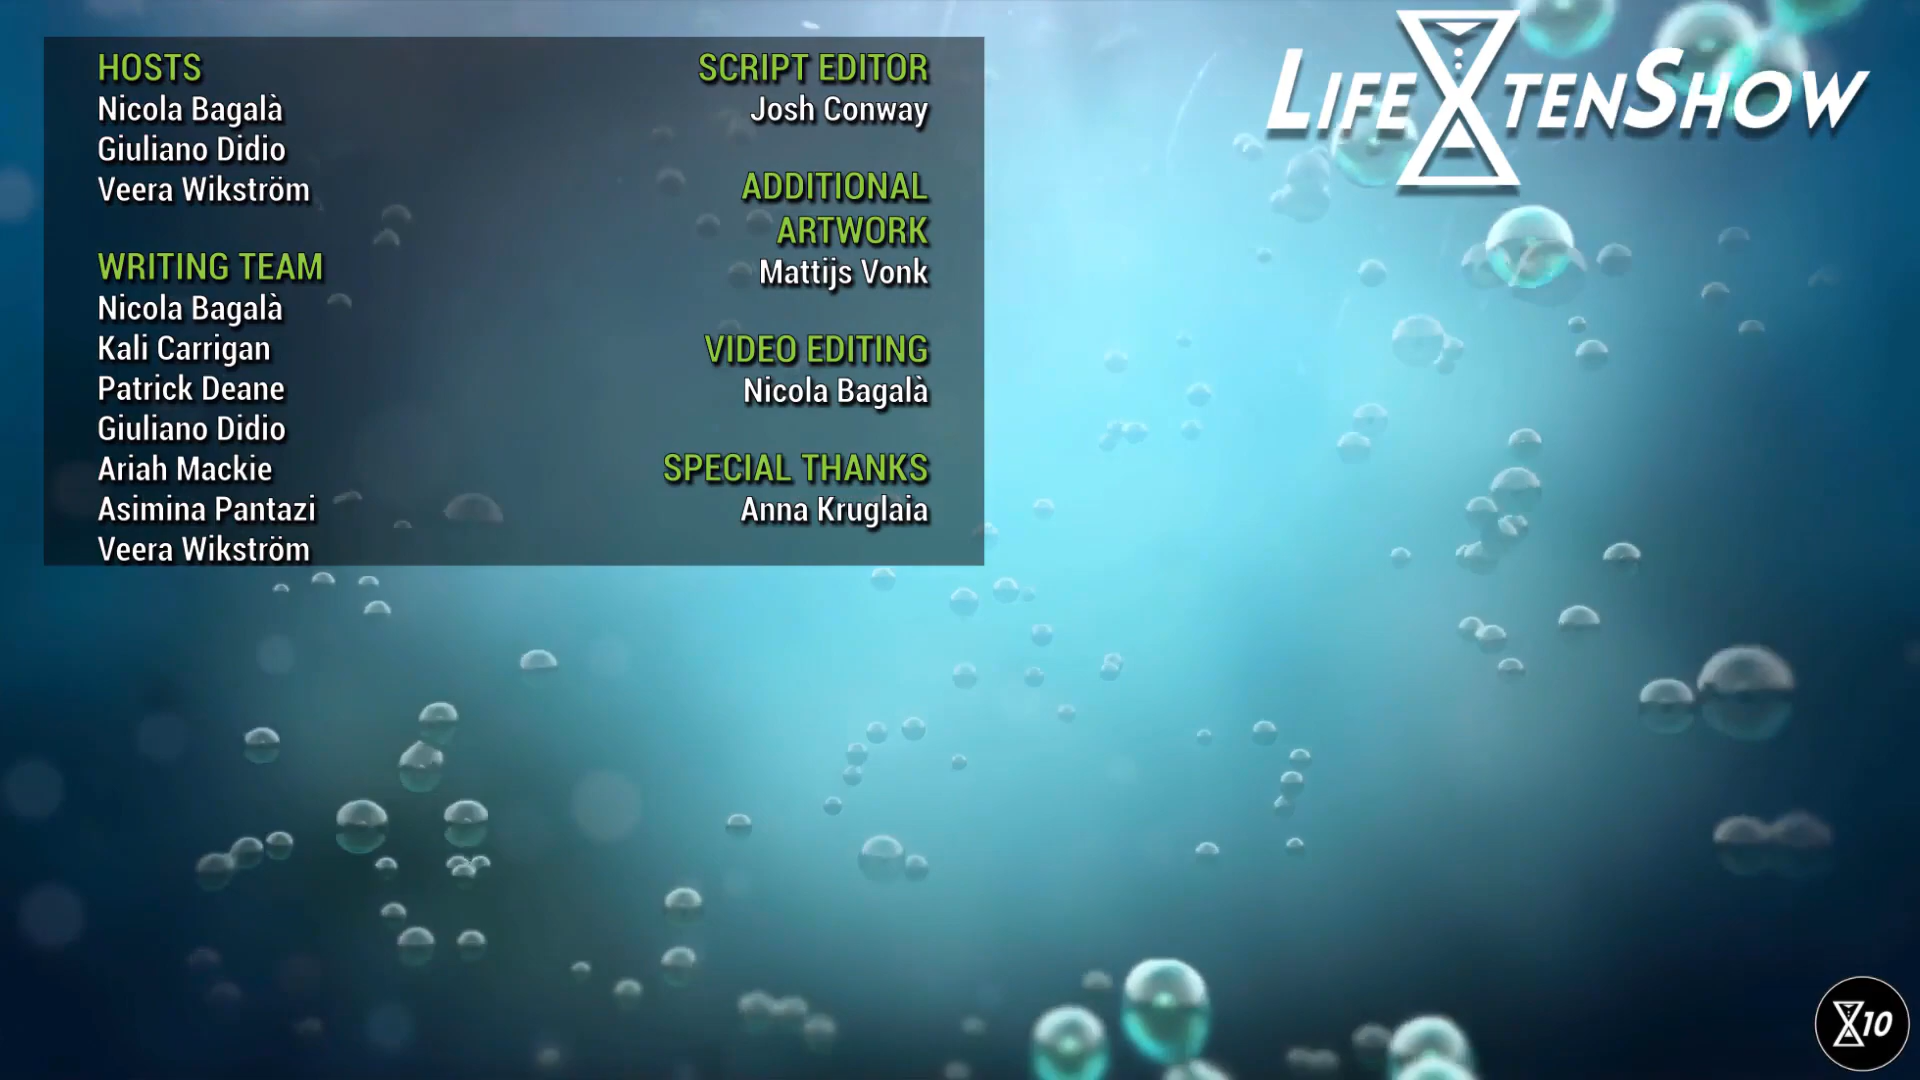 HOSTS
Nicola Bagalà
Giuliano Didio
Veera Wikström
WRITING TEAM
Nicola Bagalà
Kali Carrigan
Patrick Deane
Giuliano Didio
Ariah Mackie
Asimina Pantazi
Veera Wikström
SCRIPT EDITOR
Josh Conway
ADDITIONAL
ARTWORK
Mattijs Vonk
VIDEO EDITING
Nicola Bagalà
SPECIAL THANKS
Anna Kruglaia
LIFEXTENSHOW
X10